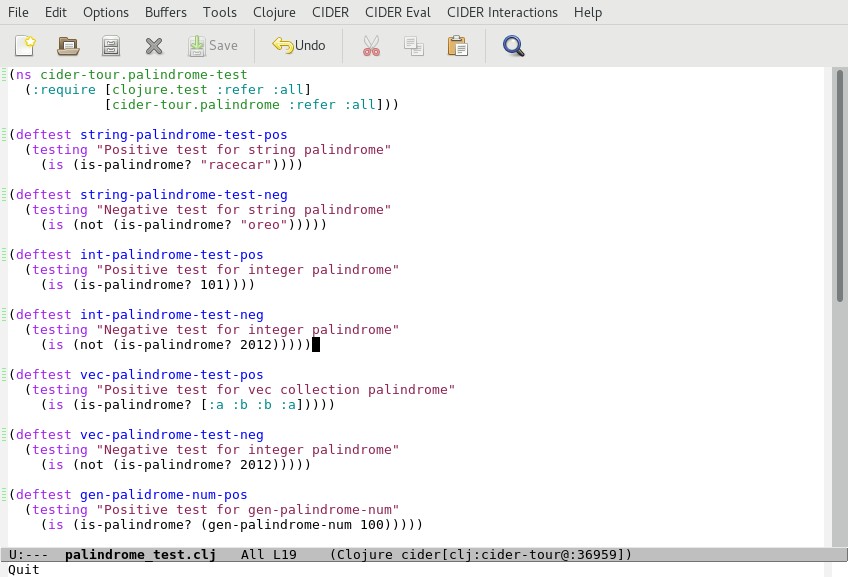 File Edit Options Buffers Tools Clojure CIDER CIDER Eval CIDER Interactions Help
Save Undo
(ns cider-tour.palindrome-test
  (:require [clojure.test :refer :all]
            [cider-tour.palindrome :refer :all]))

(deftest string-palindrome-test-pos
  (testing "Positive test for string palindrome"
    (is (is-palindrome? "racecar"))))

(deftest string-palindrome-test-neg
  (testing "Negative test for string palindrome"
    (is (not (is-palindrome? "oreo")))))

(deftest int-palindrome-test-pos
  (testing "Positive test for integer palindrome"
    (is (is-palindrome? 101))))

(deftest int-palindrome-test-neg
  (testing "Negative test for integer palindrome"
    (is (not (is-palindrome? 2012)))))

(deftest vec-palindrome-test-pos
  (testing "Positive test for vec collection palindrome"
    (is (is-palindrome? [:a :b :b :a]))))

(deftest vec-palindrome-test-neg
  (testing "Negative test for integer palindrome"
    (is (not (is-palindrome? 2012)))))

(deftest gen-palidrome-num-pos
  (testing "Positive test for gen-palindrome-num"
    (is (is-palindrome? (gen-palindrome-num 100)))))
U:---  palindrome_test.clj   All L19    (Clojure cider[clj:cider-tour@:36959])
Quit